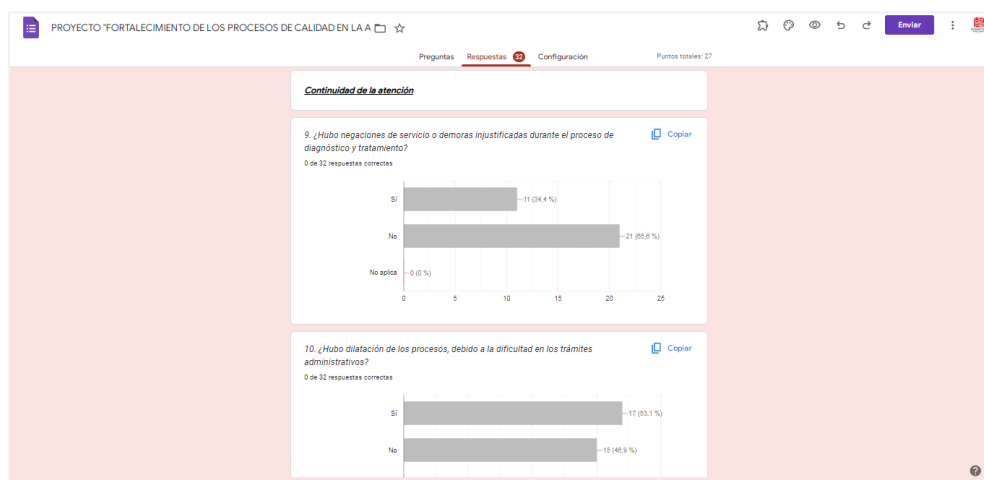 PROYECTO "FORTALECIMIENTO DE LOS PROCESOS DE CALIDAD EN LA A
Enviar
Preguntas Respuestas 32 Configuración Puntos totales: 27
Continuidad de la atención
9. ¿Hubo negaciones de servicio o demoras injustificadas durante el proceso de
diagnóstico y tratamiento?
Copiar
0 de 32 respuestas correctas
Sí
11 (34,4 %)
No
21 (65,6 %)
No aplica
0 (0 %)
0 5 10 15 20 25
10. ¿Hubo dilatación de los procesos, debido a la dificultad en los trámites
administrativos?
Copiar
0 de 32 respuestas correctas
Sí
17 (53,1 %)
No
15 (46,9 %)